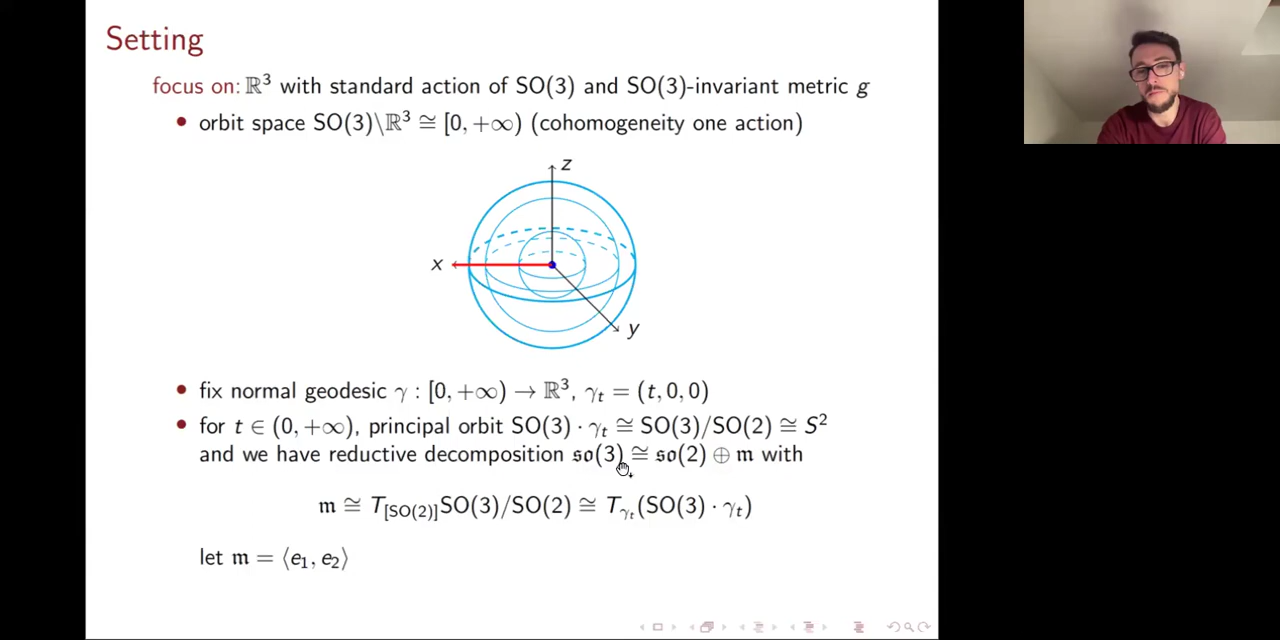 Setting
focus on: ℝ³ with standard action of SO(3) and SO(3)-invariant metric g
• orbit space SO(3)\ℝ³ ≅ [0, +∞) (cohomogeneity one action)
z
x
y
• fix normal geodesic γ : [0, +∞) → ℝ³, γₜ = (t, 0, 0)
• for t ∈ (0, +∞), principal orbit SO(3) · γₜ ≅ SO(3)/SO(2) ≅ S²
and we have reductive decomposition 𝔰𝔬(3) ≅ 𝔰𝔬(2) ⊕ 𝔪 with
𝔪 ≅ T_[SO(2)]SO(3)/SO(2) ≅ T_γₜ(SO(3) · γₜ)
let 𝔪 = ⟨e₁, e₂⟩